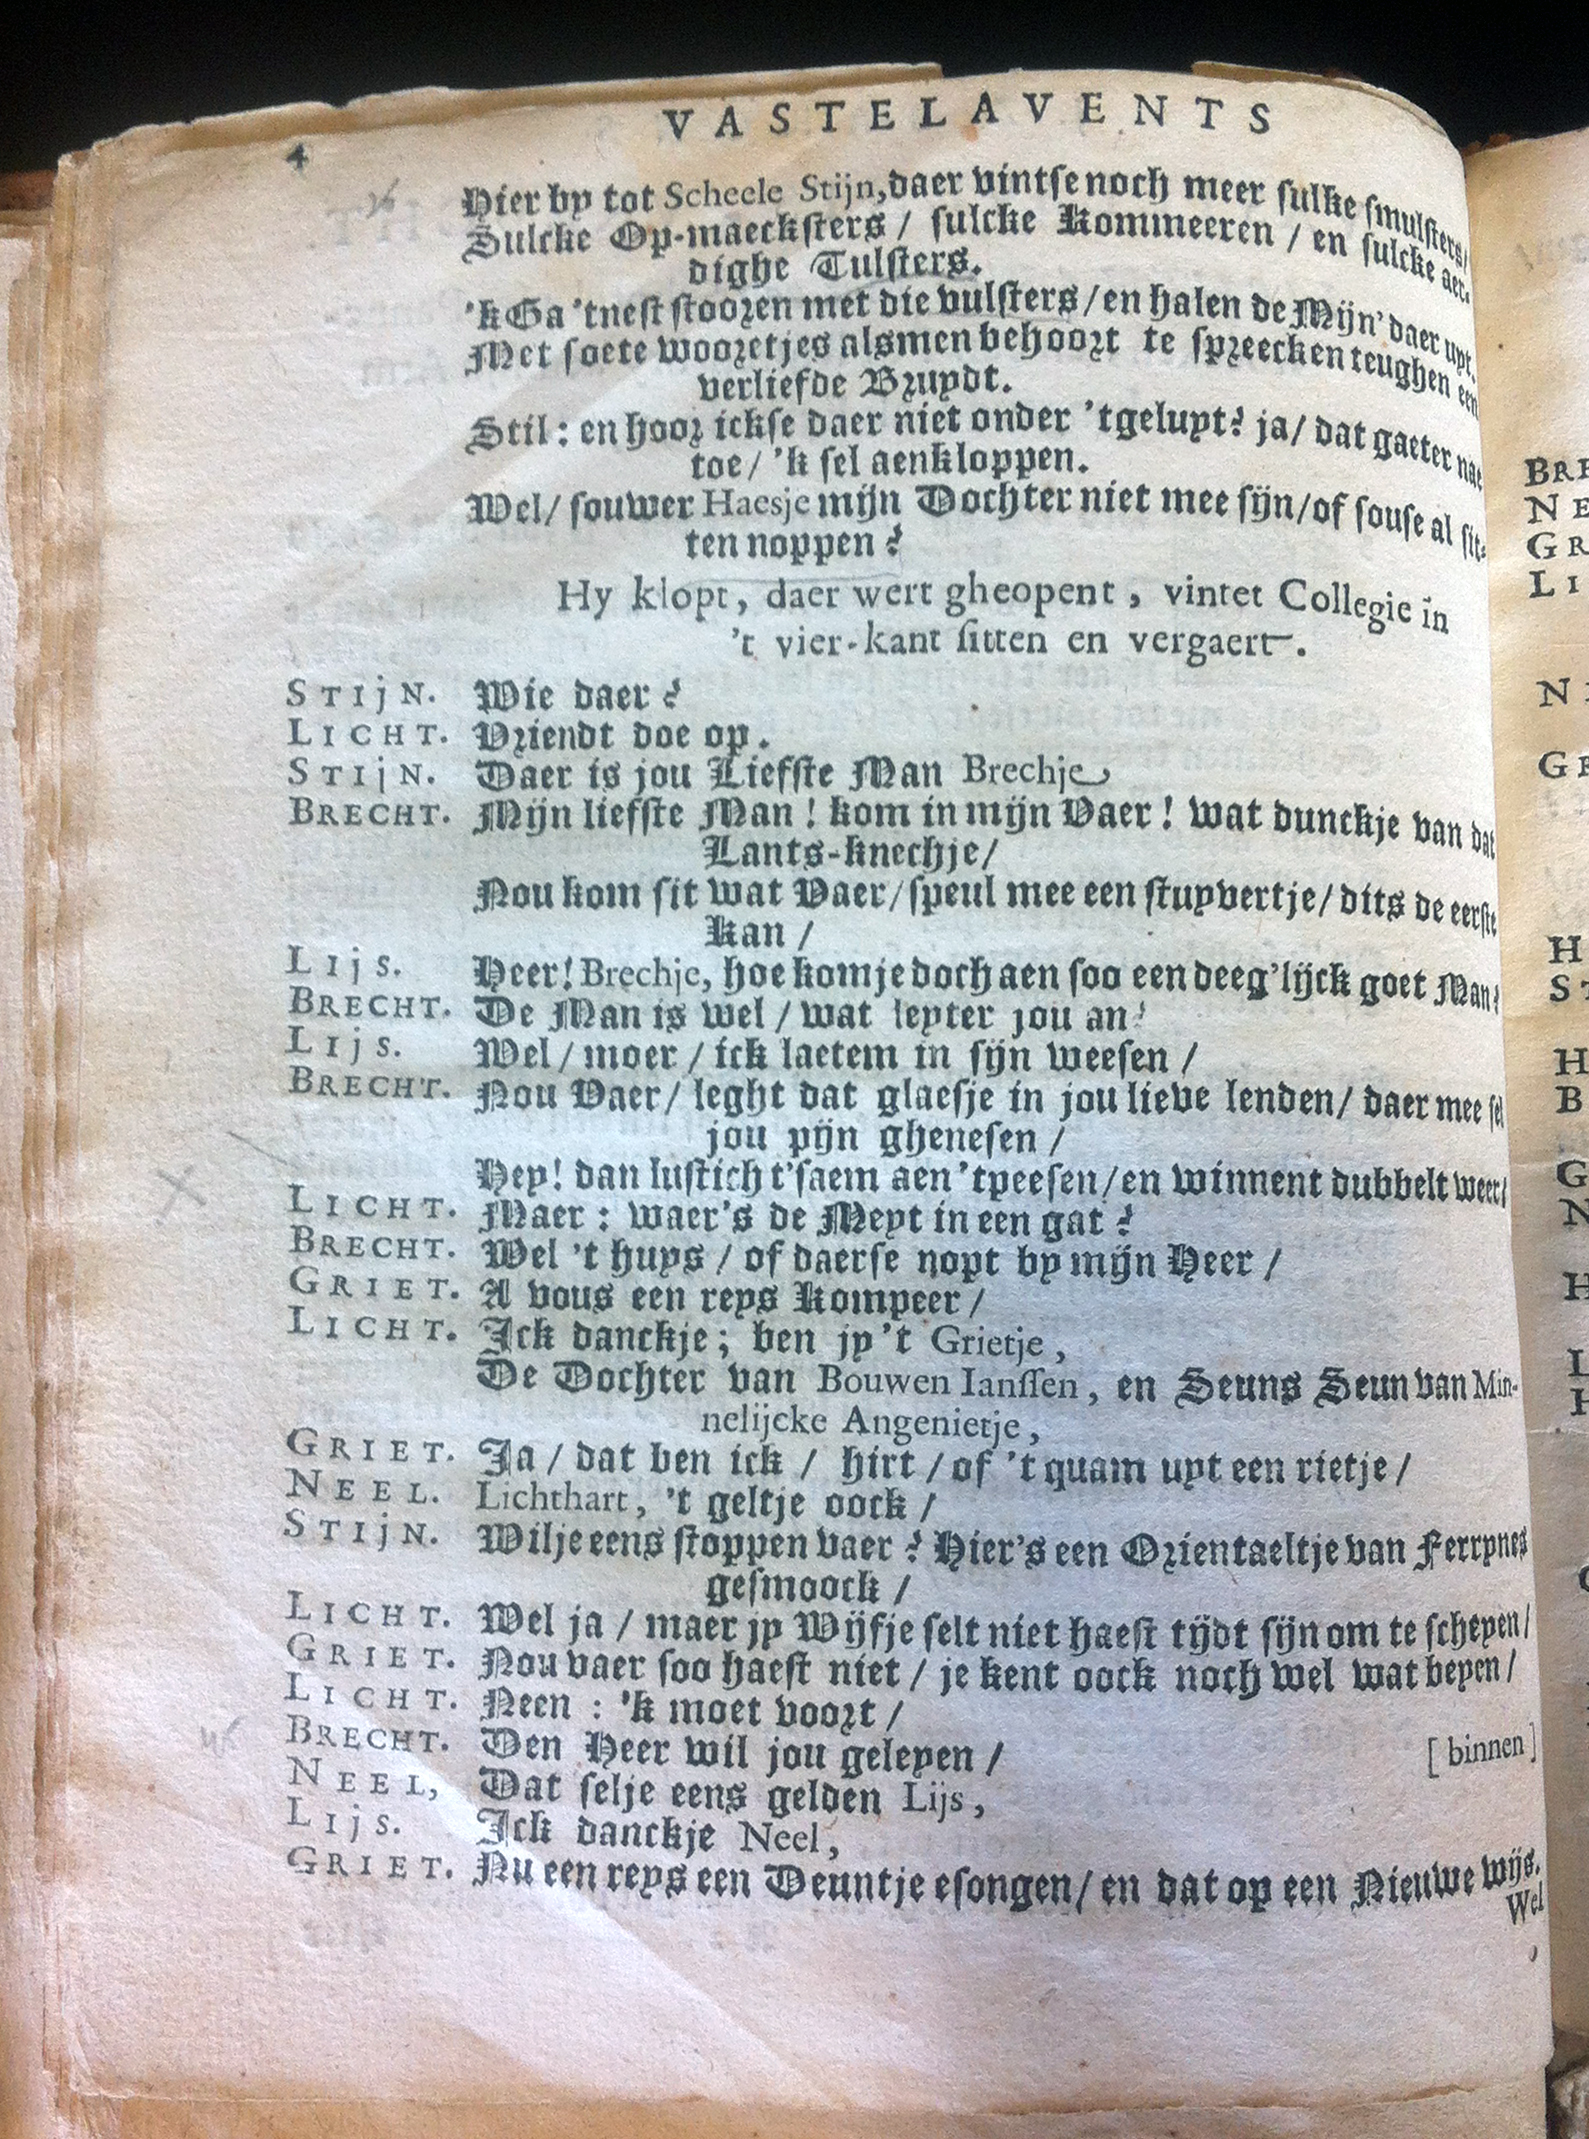 VASTELAVENTS
4
Hier by tot Scheele Stijn, daer vintse noch meer sulke smulsters/
Sulcke Op-maecksters / sulcke Kommeeren / en sulcke aer-
dighe Tulsters.
'k Ga 'tnest stooren met die vulsters/ en halen de Mijn' daer uyt.
Met soete woortjes alsmen behoort te spreecken teughen een
verliefde Bruydt.
Stil: en hoor ickse daer niet onder 'tgeluyt? ja/ dat gaeter nae
toe/ 'k sel aenkloppen.
Wel/ souwer Haesje mijn Dochter niet mee sijn/ of souse al sit-
ten noppen?
Hy klopt, daer wert gheopent, vintet Collegie in
't vier-kant sitten en vergaert.
STIJN. Wie daer?
LICHT. Vriendt doe op.
STIJN. Daer is jou Liefste Man Brechje
BRECHT. Mijn liefste Man! kom in mijn Vaer! wat dunckje van dat
Lants-knechje/
Nou kom sit wat Vaer/ speul mee een stuyvertje/ dits de eerste
kan /
LIJS. Heer! Brechje, hoe komje doch aen soo een deeg'lijck goet Man?
BRECHT. De Man is wel / wat leyter jou an?
LIJS. Wel / moer / ick laetem in sijn weesen /
BRECHT. Nou Vaer/ leght dat glaesje in jou lieve lenden/ daer mee sel
jou pijn ghenesen /
Hey! dan lustich t'saem aen 'tpeesen/ en winnent dubbelt weer/
LICHT. Maer: waer's de Meyt in een gat?
BRECHT. Wel 't huys / of daerse nopt by mijn Heer /
GRIET. A vous een reys Kompeer /
LICHT. Ick danckje; ben jy 't Grietje,
De Dochter van Bouwen Ianssen, en Seuns Seun van Min-
nelijcke Angenietje,
GRIET. Ja / dat ben ick / hirt / of 't quam uyt een rietje /
NEEL. Lichthart, 't geltje oock /
STIJN. Wilje eens stoppen vaer? Hier's een Orientaeltje van Ferrynes
gesmoock /
LICHT. Wel ja / maer jy Wijfje selt niet haest tijdt sijn om te scheyen/
GRIET. Nou vaer soo haest niet / je kent oock noch wel wat beyen /
LICHT. Neen: 'k moet voort /
BRECHT. Den Heer wil jou geleyen / [ binnen ]
NEEL, Dat selje eens gelden Lijs,
LIJS. Ick danckje Neel,
GRIET. Nu een reys een Deuntje esongen/ en dat op een Nieuwe wijs.
Wel